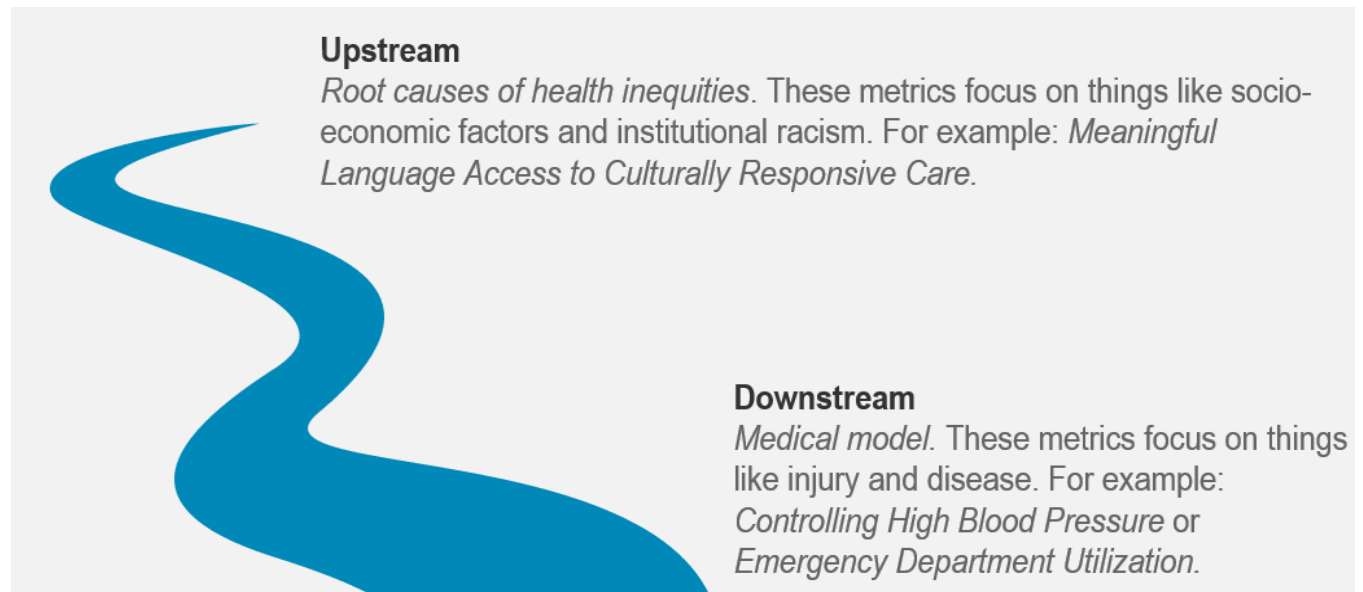 Upstream
Root causes of health inequities. These metrics focus on things like socio-
economic factors and institutional racism. For example: Meaningful
Language Access to Culturally Responsive Care.
Downstream
Medical model. These metrics focus on things
like injury and disease. For example:
Controlling High Blood Pressure or
Emergency Department Utilization.